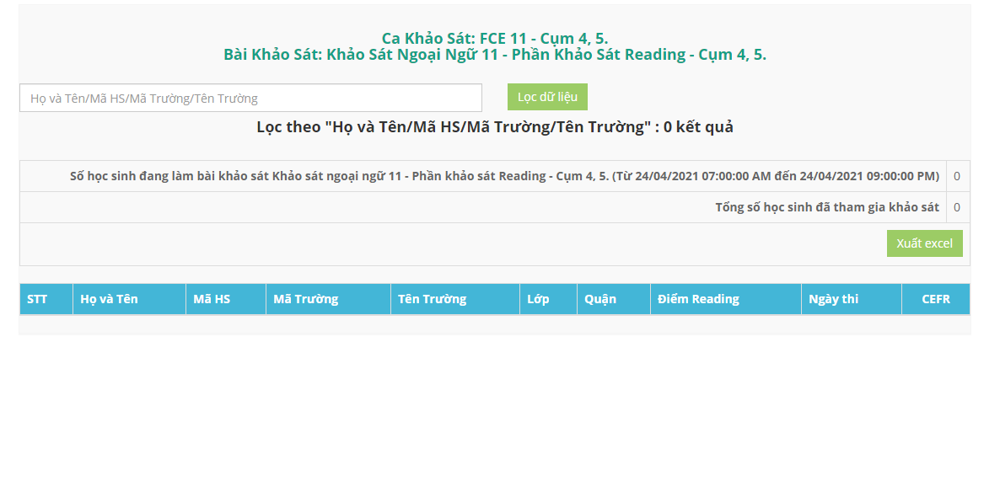 Ca Khảo Sát: FCE 11 - Cụm 4, 5.
Bài Khảo Sát: Khảo Sát Ngoại Ngữ 11 - Phần Khảo Sát Reading - Cụm 4, 5.
Họ và Tên/Mã HS/Mã Trường/Tên Trường Lọc dữ liệu
Lọc theo "Họ và Tên/Mã HS/Mã Trường/Tên Trường" : 0 kết quả
Số học sinh đang làm bài khảo sát Khảo sát ngoại ngữ 11 - Phần khảo sát Reading - Cụm 4, 5. (Từ 24/04/2021 07:00:00 AM đến 24/04/2021 09:00:00 PM) 0
Tổng số học sinh đã tham gia khảo sát 0
Xuất excel
STT Họ và Tên Mã HS Mã Trường Tên Trường Lớp Quận Điểm Reading Ngày thi CEFR